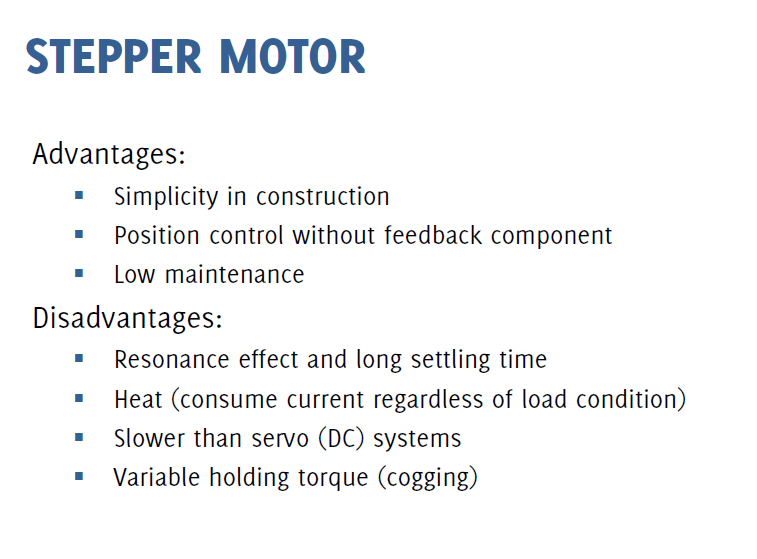 STEPPER MOTOR
Advantages:
▪ Simplicity in construction
▪ Position control without feedback component
▪ Low maintenance
Disadvantages:
▪ Resonance effect and long settling time
▪ Heat (consume current regardless of load condition)
▪ Slower than servo (DC) systems
▪ Variable holding torque (cogging)